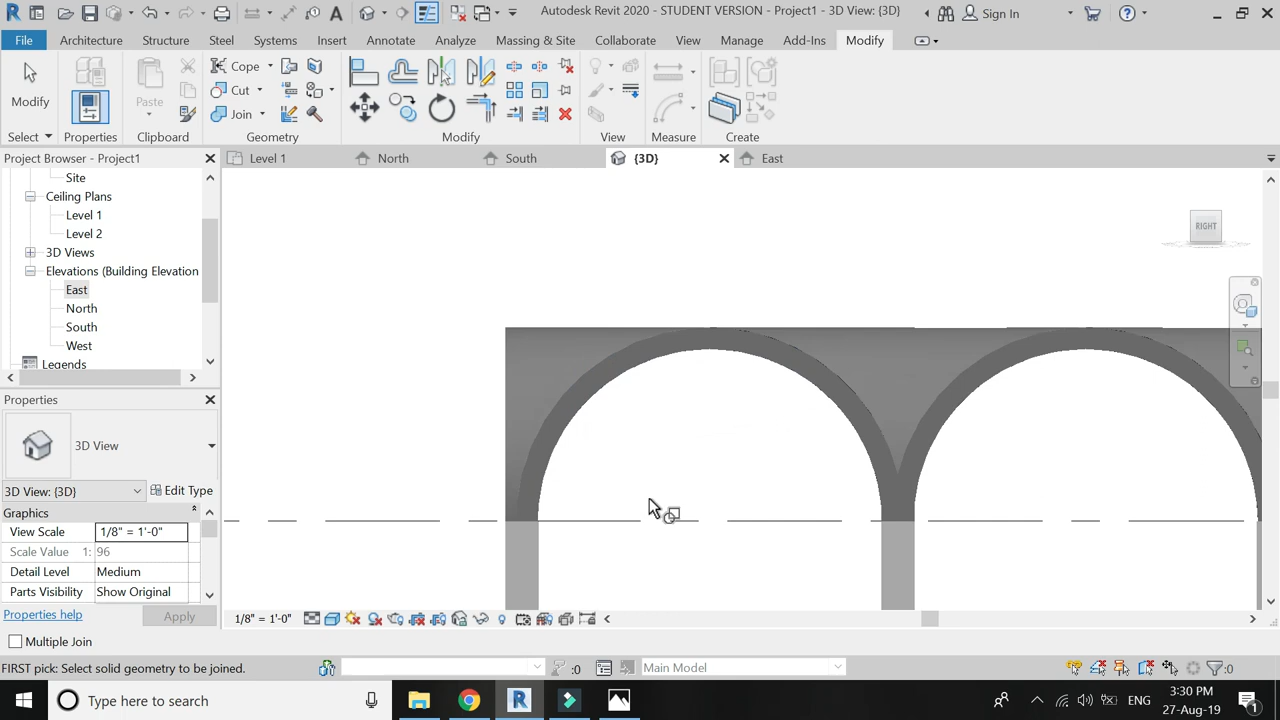 Autodesk Revit 2020 - STUDENT VERSION - Project1 - 3D View: {3D}
Sign In
File Architecture Structure Steel Systems Insert Annotate Analyze Massing & Site Collaborate View Manage Add-Ins Modify
Modify
Paste
Cope
Cut
Join
Select Properties Clipboard Geometry Modify View Measure Create
Project Browser - Project1
Level 1 North South {3D} East
Site
Ceiling Plans
Level 1
Level 2
3D Views
Elevations (Building Elevation
East
North
South
West
Legends
RIGHT
Properties
3D View
3D View: {3D}
Edit Type
Graphics
View Scale 1/8" = 1'-0"
Scale Value 1: 96
Detail Level Medium
Parts Visibility Show Original
Properties help Apply
1/8" = 1'-0"
Multiple Join
FIRST pick: Select solid geometry to be joined.
:0
Main Model
:0
Type here to search
ENG
3:30 PM
27-Aug-19
1